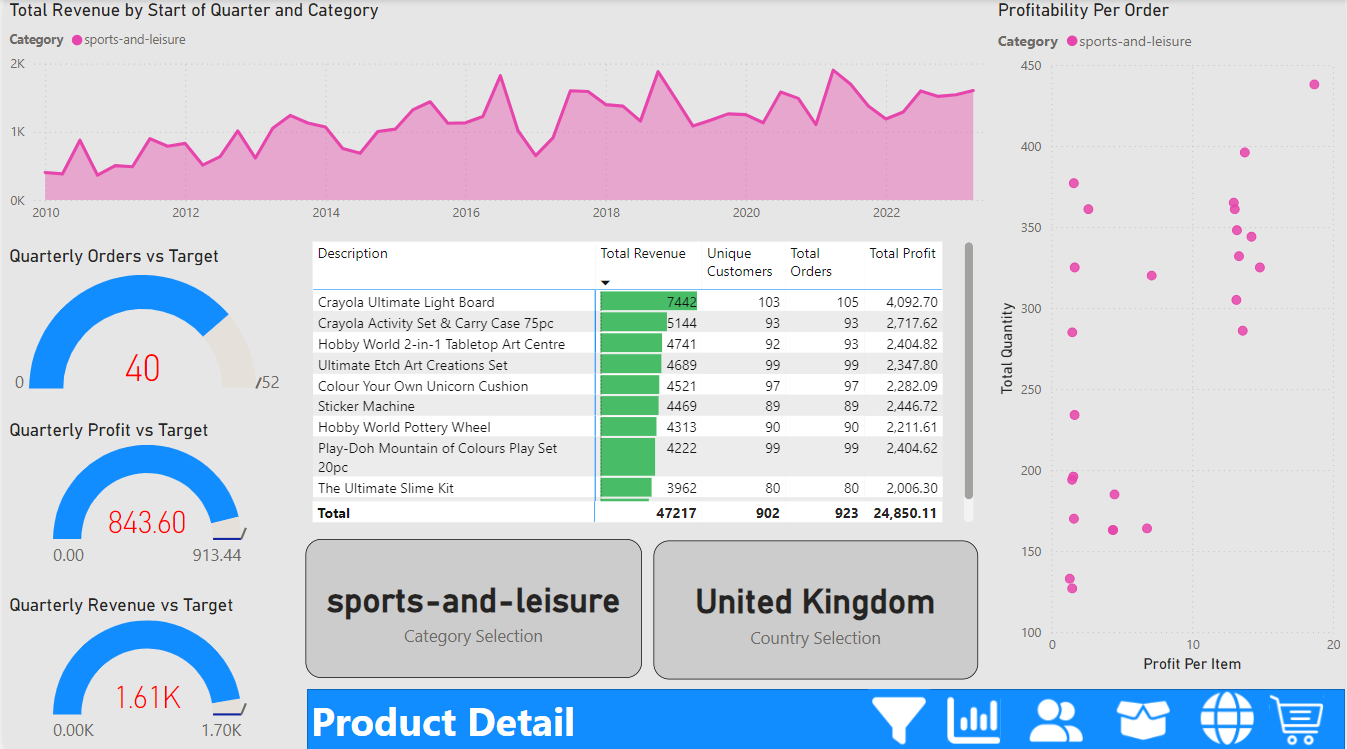 Total Revenue by Start of Quarter and Category
Category sports-and-leisure
2K
1K
0K
2010 2012 2014 2016 2018 2020 2022
Profitability Per Order
Category sports-and-leisure
450
400
350
300
250
200
150
100
0 10 20
Total Quantity
Profit Per Item
Quarterly Orders vs Target
40
0 52
Quarterly Profit vs Target
843.60
0.00 913.44
Quarterly Revenue vs Target
1.61K
0.00K 1.70K
Description Total Revenue Unique Customers Total Orders Total Profit
Crayola Ultimate Light Board 7442 103 105 4,092.70
Crayola Activity Set & Carry Case 75pc 5144 93 93 2,717.62
Hobby World 2-in-1 Tabletop Art Centre 4741 92 93 2,404.82
Ultimate Etch Art Creations Set 4689 99 99 2,347.80
Colour Your Own Unicorn Cushion 4521 97 97 2,282.09
Sticker Machine 4469 89 89 2,446.72
Hobby World Pottery Wheel 4313 90 90 2,211.61
Play-Doh Mountain of Colours Play Set 4222 99 99 2,404.62
20pc
The Ultimate Slime Kit 3962 80 80 2,006.30
Total 47217 902 923 24,850.11
sports-and-leisure
Category Selection
United Kingdom
Country Selection
Product Detail